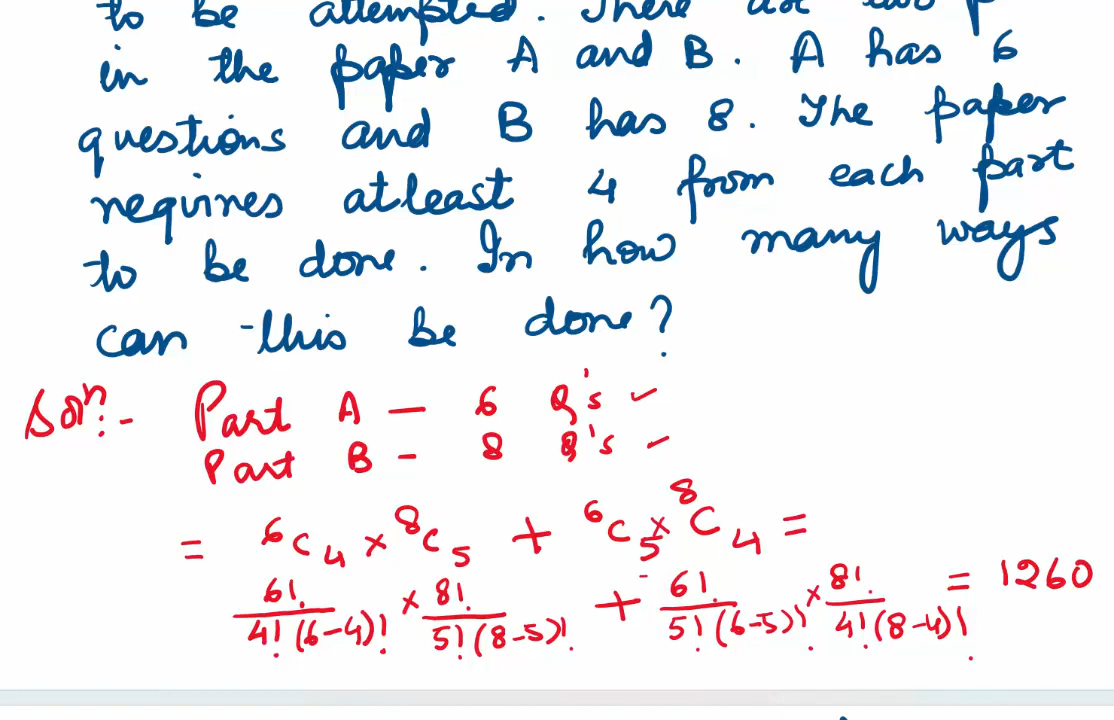 to be attempted. There are two
in the paper A and B. A has 6
questions and B has 8. The paper
requires atleast 4 from each part
to be done. In how many ways
can this be done?
Solⁿ:- Part A — 6 Q's ✓
Part B - 8 Q's ✓
= ⁶C₄ × ⁸C₅ + ⁶C₅ × ⁸C₄ =
6!/4!(6-4)! × 8!/5!(8-5)! + 6!/5!(6-5)! × 8!/4!(8-4)! = 1260